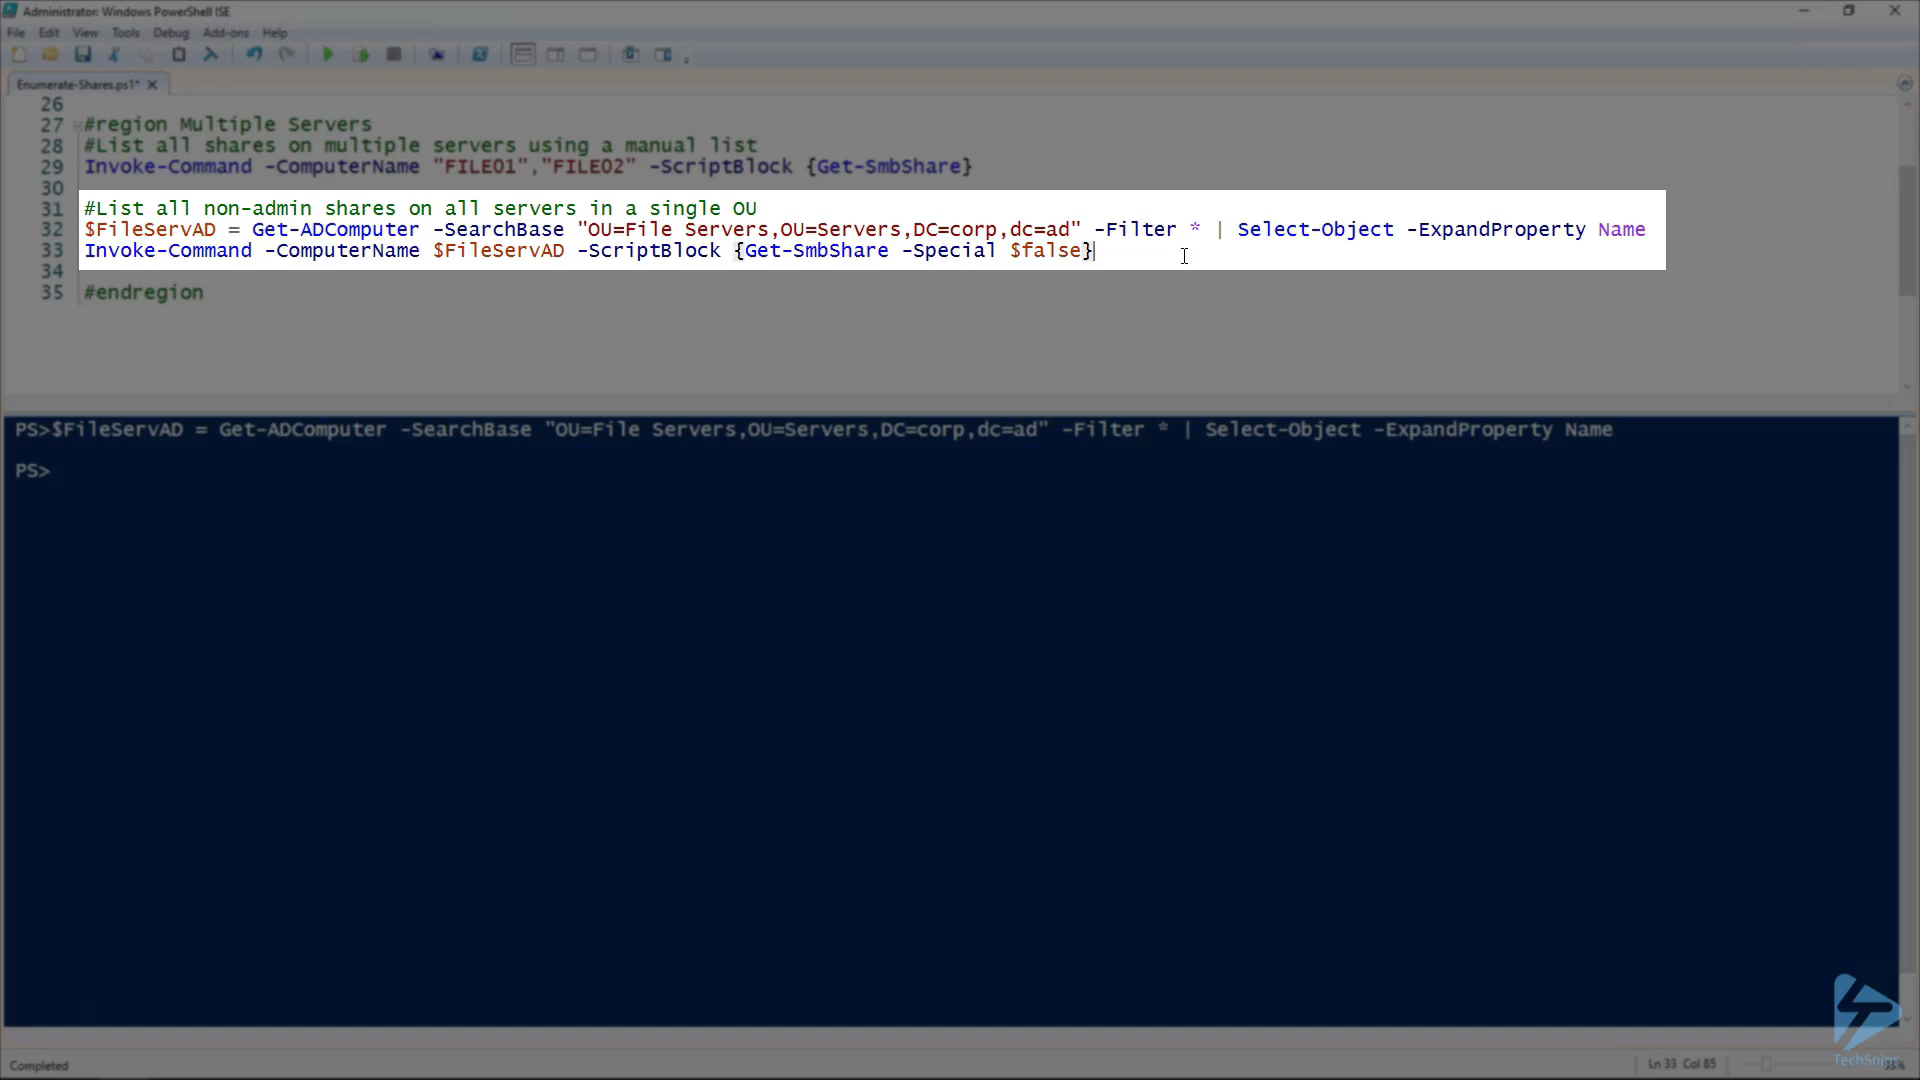 Administrator: Windows PowerShell ISE
File Edit View Tools Debug Add-ons Help
Enumerate-Shares.ps1*
26
27 #region Multiple Servers
28 #List all shares on multiple servers using a manual list
29 Invoke-Command -ComputerName "FILE01","FILE02" -ScriptBlock {Get-SmbShare}
30
31 #List all non-admin shares on all servers in a single OU
32 $FileServAD = Get-ADComputer -SearchBase "OU=File Servers,OU=Servers,DC=corp,dc=ad" -Filter * | Select-Object -ExpandProperty Name
33 Invoke-Command -ComputerName $FileServAD -ScriptBlock {Get-SmbShare -Special $false}
34
35 #endregion
PS>$FileServAD = Get-ADComputer -SearchBase "OU=File Servers,OU=Servers,DC=corp,dc=ad" -Filter * | Select-Object -ExpandProperty Name
PS>
Completed
Ln 33 Col 85
TechSnips